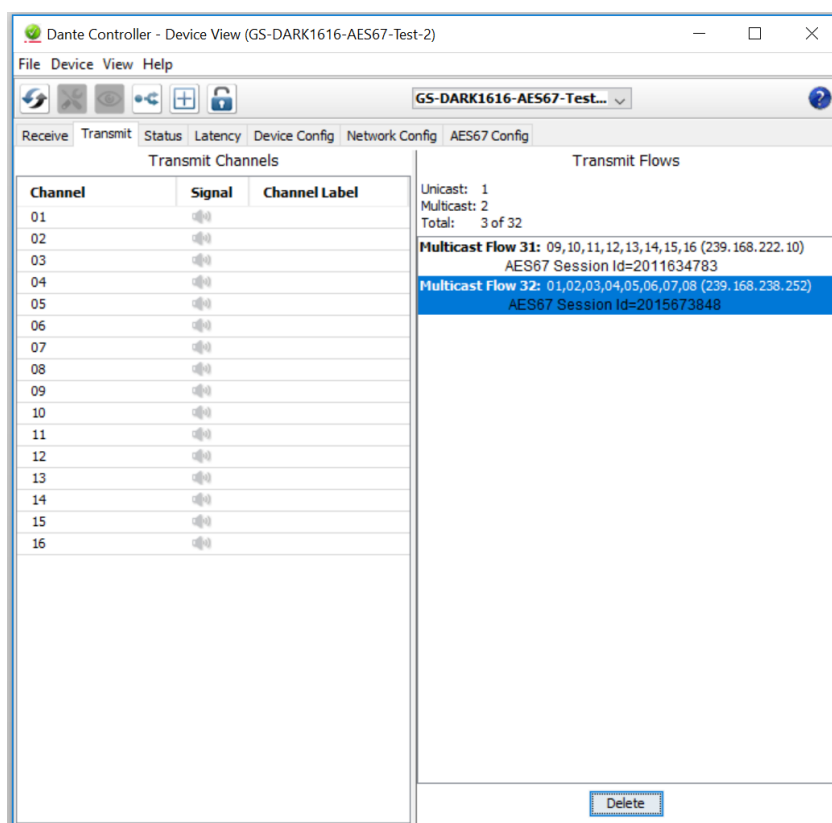 Dante Controller - Device View (GS-DARK1616-AES67-Test-2)
File Device View Help
GS-DARK1616-AES67-Test...
Receive Transmit Status Latency Device Config Network Config AES67 Config
Transmit Channels
Channel Signal Channel Label
01
02
03
04
05
06
07
08
09
10
11
12
13
14
15
16
Transmit Flows
Unicast: 1
Multicast: 2
Total: 3 of 32
Multicast Flow 31: 09,10,11,12,13,14,15,16 (239.168.222.10)
AES67 Session Id=2011634783
Multicast Flow 32: 01,02,03,04,05,06,07,08 (239.168.238.252)
AES67 Session Id=2015673848
Delete